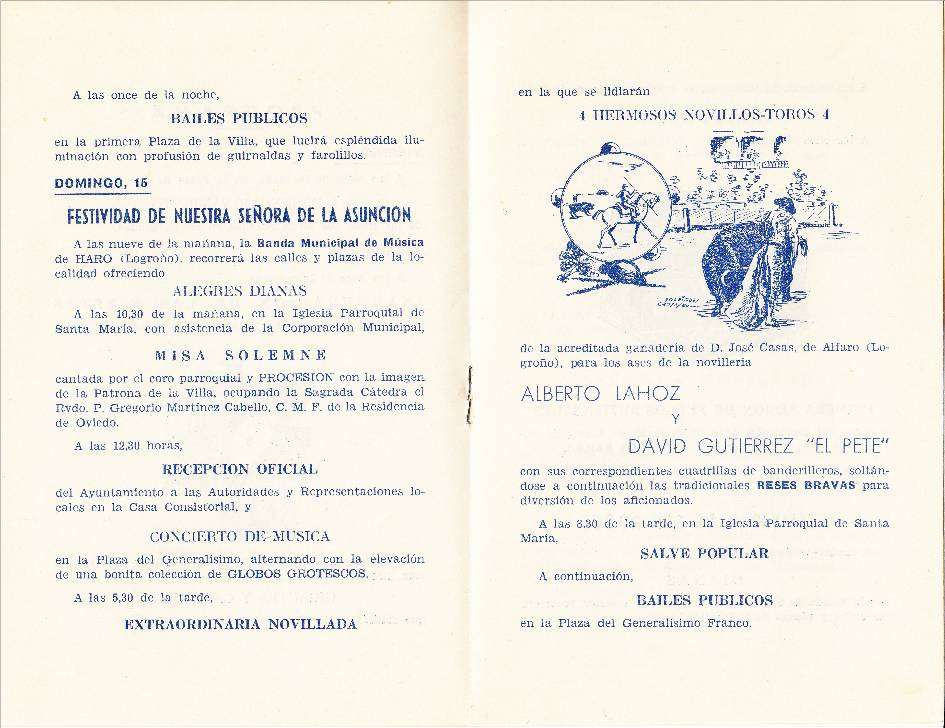 A las once de la noche,
BAILES PUBLICOS
en la primera Plaza de la Villa, que lucirá espléndida ilu-
minación con profusión de guirnaldas y farolillos.
DOMINGO, 15
FESTIVIDAD DE NUESTRA SEÑORA DE LA ASUNCION
A las nueve de la mañana, la Banda Municipal de Música
de HARO (Logroño), recorrerá las calles y plazas de la lo-
calidad ofreciendo
ALEGRES DIANAS
A las 10,30 de la mañana, en la Iglesia Parroquial de
Santa María, con asistencia de la Corporación Municipal,
MISA SOLEMNE
cantada por el coro parroquial y PROCESION con la imagen
de la Patrona de la Villa, ocupando la Sagrada Cátedra el
Rvdo. P. Gregorio Martínez Cabello, C. M. F. de la Residencia
de Oviedo.
A las 12,30 horas,
RECEPCION OFICIAL
del Ayuntamiento a las Autoridades y Representaciones lo-
cales en la Casa Consistorial, y
CONCIERTO DE MUSICA
en la Plaza del Generalísimo, alternando con la elevación
de una bonita colección de GLOBOS GROTESCOS.
A las 5,30 de la tarde,
EXTRAORDINARIA NOVILLADA
en la que se lidiarán
4 HERMOSOS NOVILLOS-TOROS 4
de la acreditada ganadería de D. José Casas, de Alfaro (Lo-
groño), para los ases de la novillería
ALBERTO LAHOZ
Y
DAVID GUTIERREZ "EL PETE"
con sus correspondientes cuadrillas de banderilleros, soltán-
dose a continuación las tradicionales RESES BRAVAS para
diversión de los aficionados.
A las 8,30 de la tarde, en la Iglesia Parroquial de Santa
María,
SALVE POPULAR
A continuación,
BAILES PUBLICOS
en la Plaza del Generalísimo Franco.